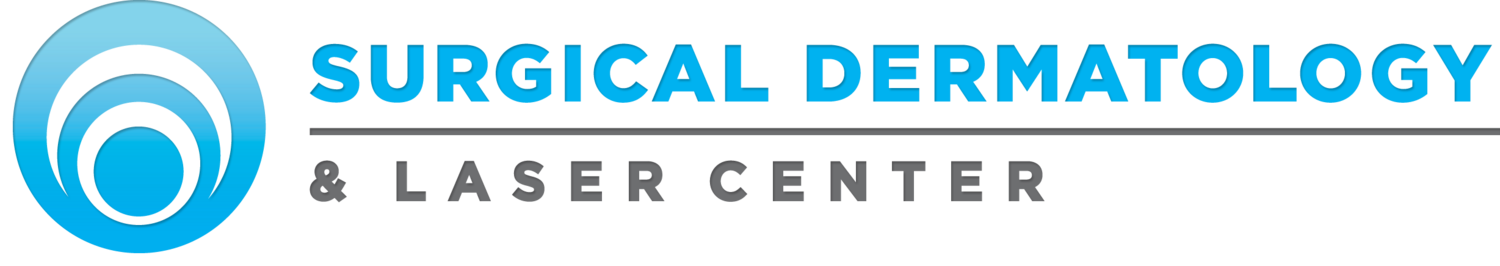 SURGICAL DERMATOLOGY
& LASER CENTER